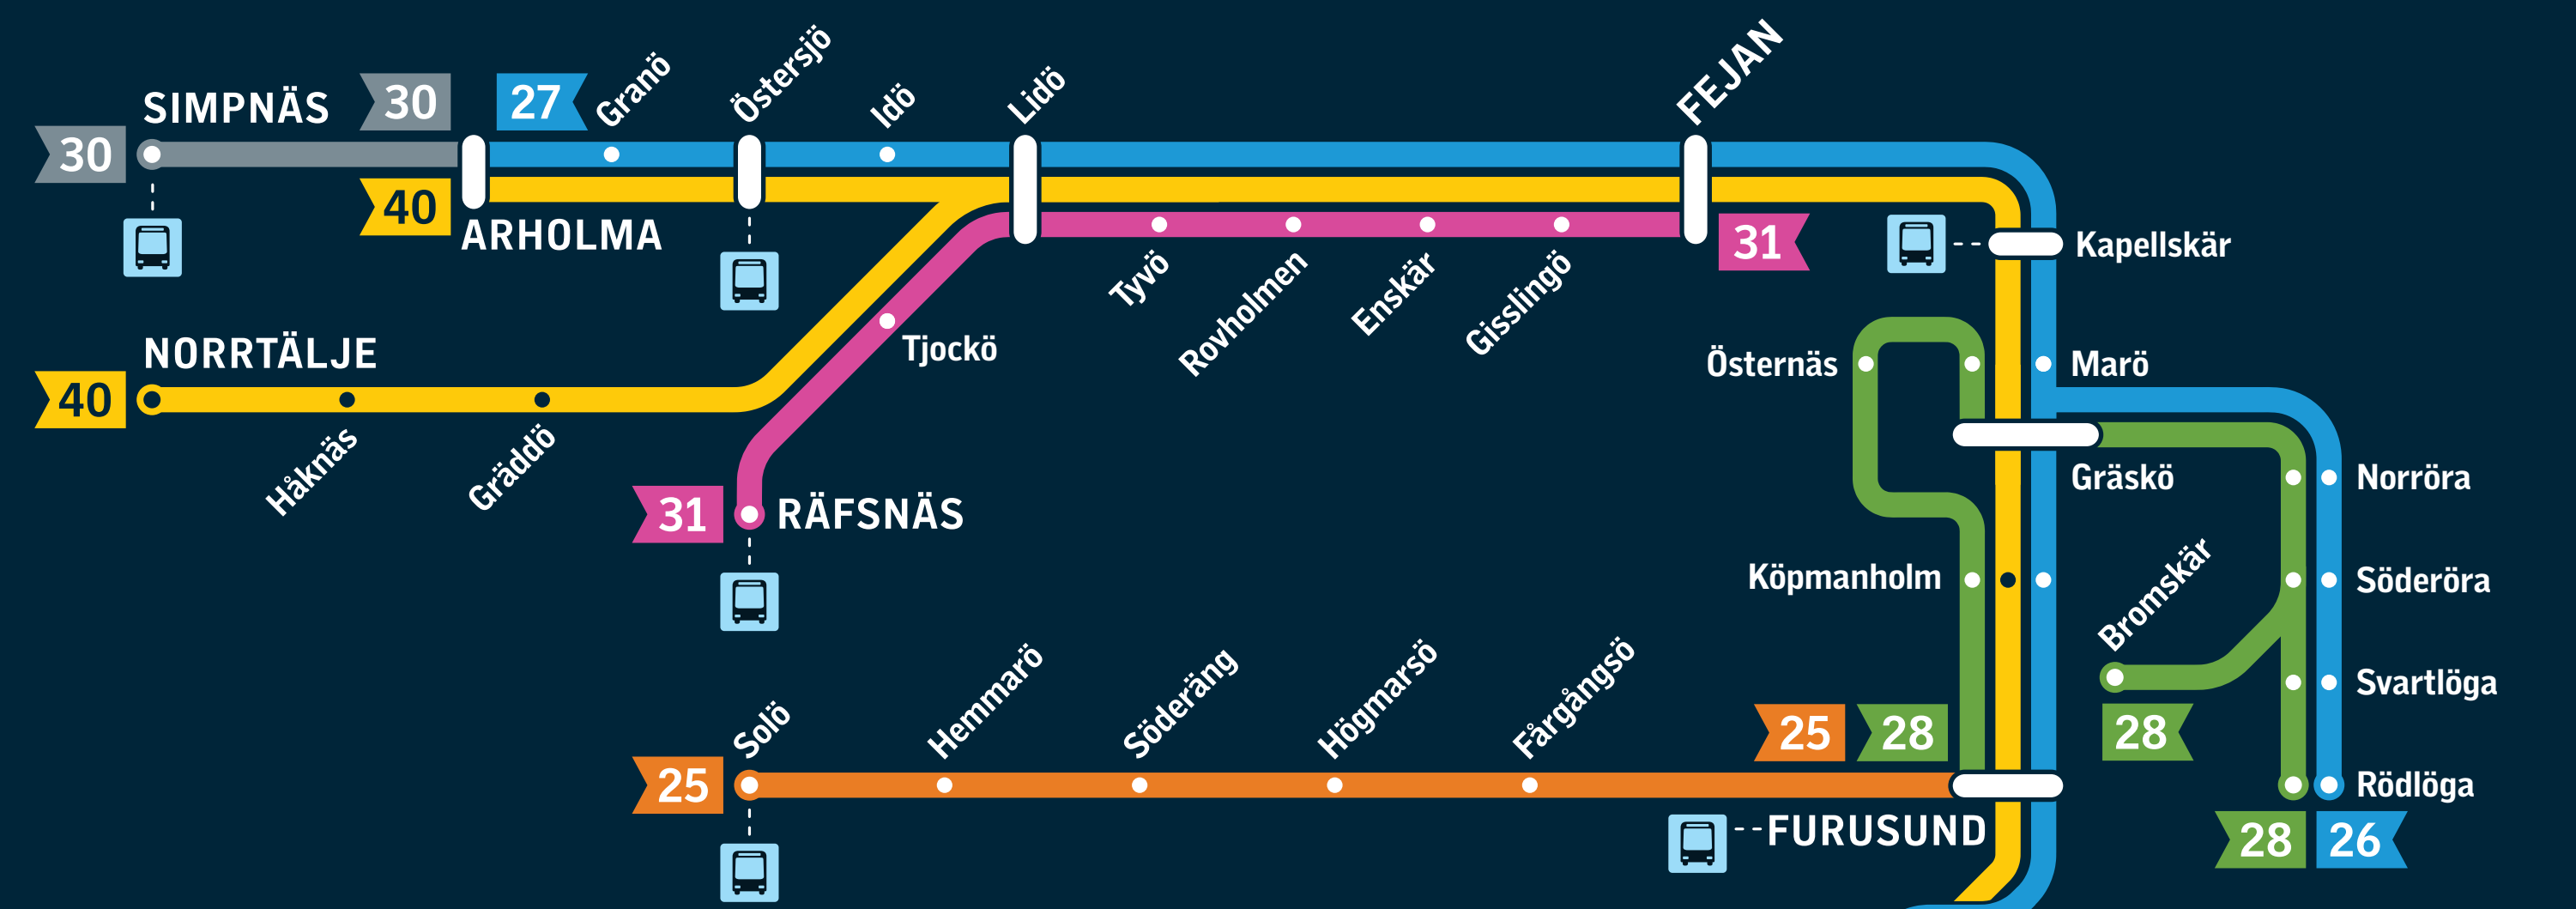 SIMPNÄS
30
30
27
Granö
Östersjö
Idö
Lidö
FEJAN
40
ARHOLMA
31
Kapellskär
Tyvö
Rovholmen
Enskär
Gisslingö
NORRTÄLJE
40
Håknäs
Gräddö
Tjockö
Östernäs
Marö
31
RÄFSNÄS
Gräskö
Norröra
Köpmanholm
Bromskär
Söderöra
Svartlöga
Solö
Hemmarö
Söderäng
Högmarsö
Fårgångsö
25
28
28
25
Rödlöga
FURUSUND
28
26